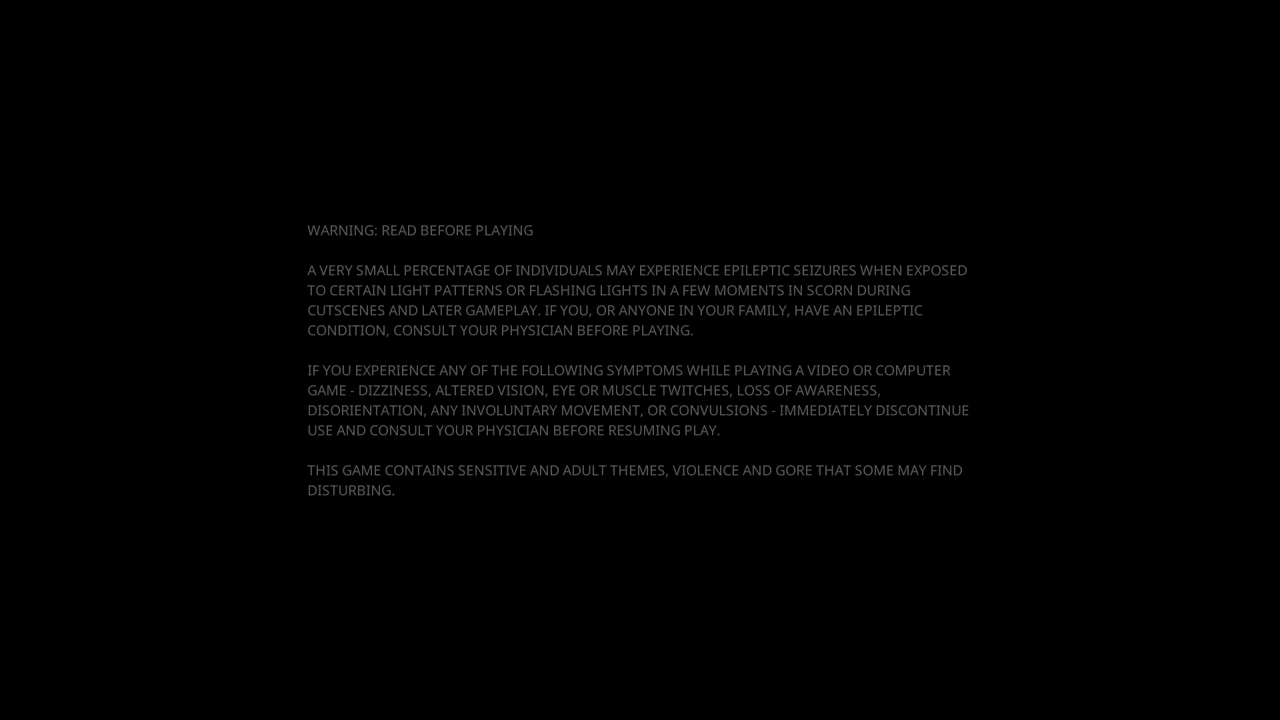 WARNING: READ BEFORE PLAYING
A VERY SMALL PERCENTAGE OF INDIVIDUALS MAY EXPERIENCE EPILEPTIC SEIZURES WHEN EXPOSED
TO CERTAIN LIGHT PATTERNS OR FLASHING LIGHTS IN A FEW MOMENTS IN SCORN DURING
CUTSCENES AND LATER GAMEPLAY. IF YOU, OR ANYONE IN YOUR FAMILY, HAVE AN EPILEPTIC
CONDITION, CONSULT YOUR PHYSICIAN BEFORE PLAYING.
IF YOU EXPERIENCE ANY OF THE FOLLOWING SYMPTOMS WHILE PLAYING A VIDEO OR COMPUTER
GAME - DIZZINESS, ALTERED VISION, EYE OR MUSCLE TWITCHES, LOSS OF AWARENESS,
DISORIENTATION, ANY INVOLUNTARY MOVEMENT, OR CONVULSIONS - IMMEDIATELY DISCONTINUE
USE AND CONSULT YOUR PHYSICIAN BEFORE RESUMING PLAY.
THIS GAME CONTAINS SENSITIVE AND ADULT THEMES, VIOLENCE AND GORE THAT SOME MAY FIND
DISTURBING.